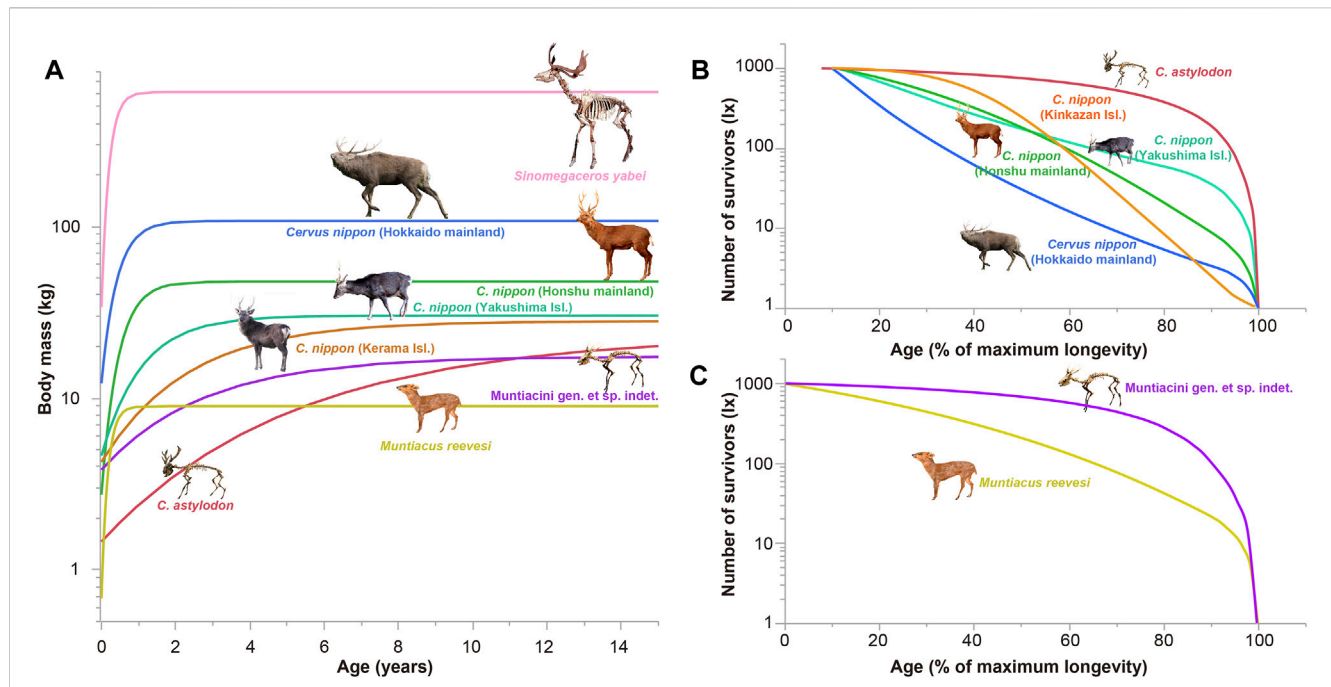 A
Body mass (kg)
100
10
1
0
2
4
6
8
10
12
14
Age (years)
Sinomegaceros yabei
Cervus nippon (Hokkaido mainland)
C. nippon (Honshu mainland)
C. nippon (Yakushima Isl.)
C. nippon (Kerama Isl.)
Muntiacini gen. et sp. indet.
Muntiacus reevesi
C. astylodon
B
Number of survivors (lx)
1000
100
10
1
0
20
40
60
80
100
Age (% of maximum longevity)
C. astylodon
C. nippon
(Kinkazan Isl.)
C. nippon
(Yakushima Isl.)
C. nippon
(Honshu mainland)
Cervus nippon
(Hokkaido mainland)
C
Number of survivors (lx)
1000
100
10
1
0
20
40
60
80
100
Age (% of maximum longevity)
Muntiacini gen. et sp. indet.
Muntiacus reevesi